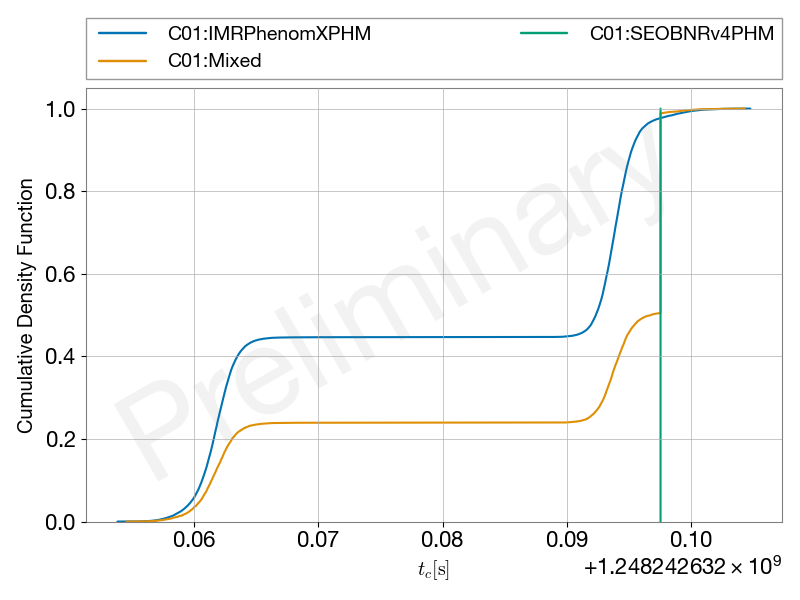 C01:IMRPhenomXPHM C01:SEOBNRv4PHM
C01:Mixed
Preliminary
Cumulative Density Function
1.0
0.8
0.6
0.4
0.2
0.0
0.06 0.07 0.08 0.09 0.10
t_c[s]
+1.248242632 × 10⁹